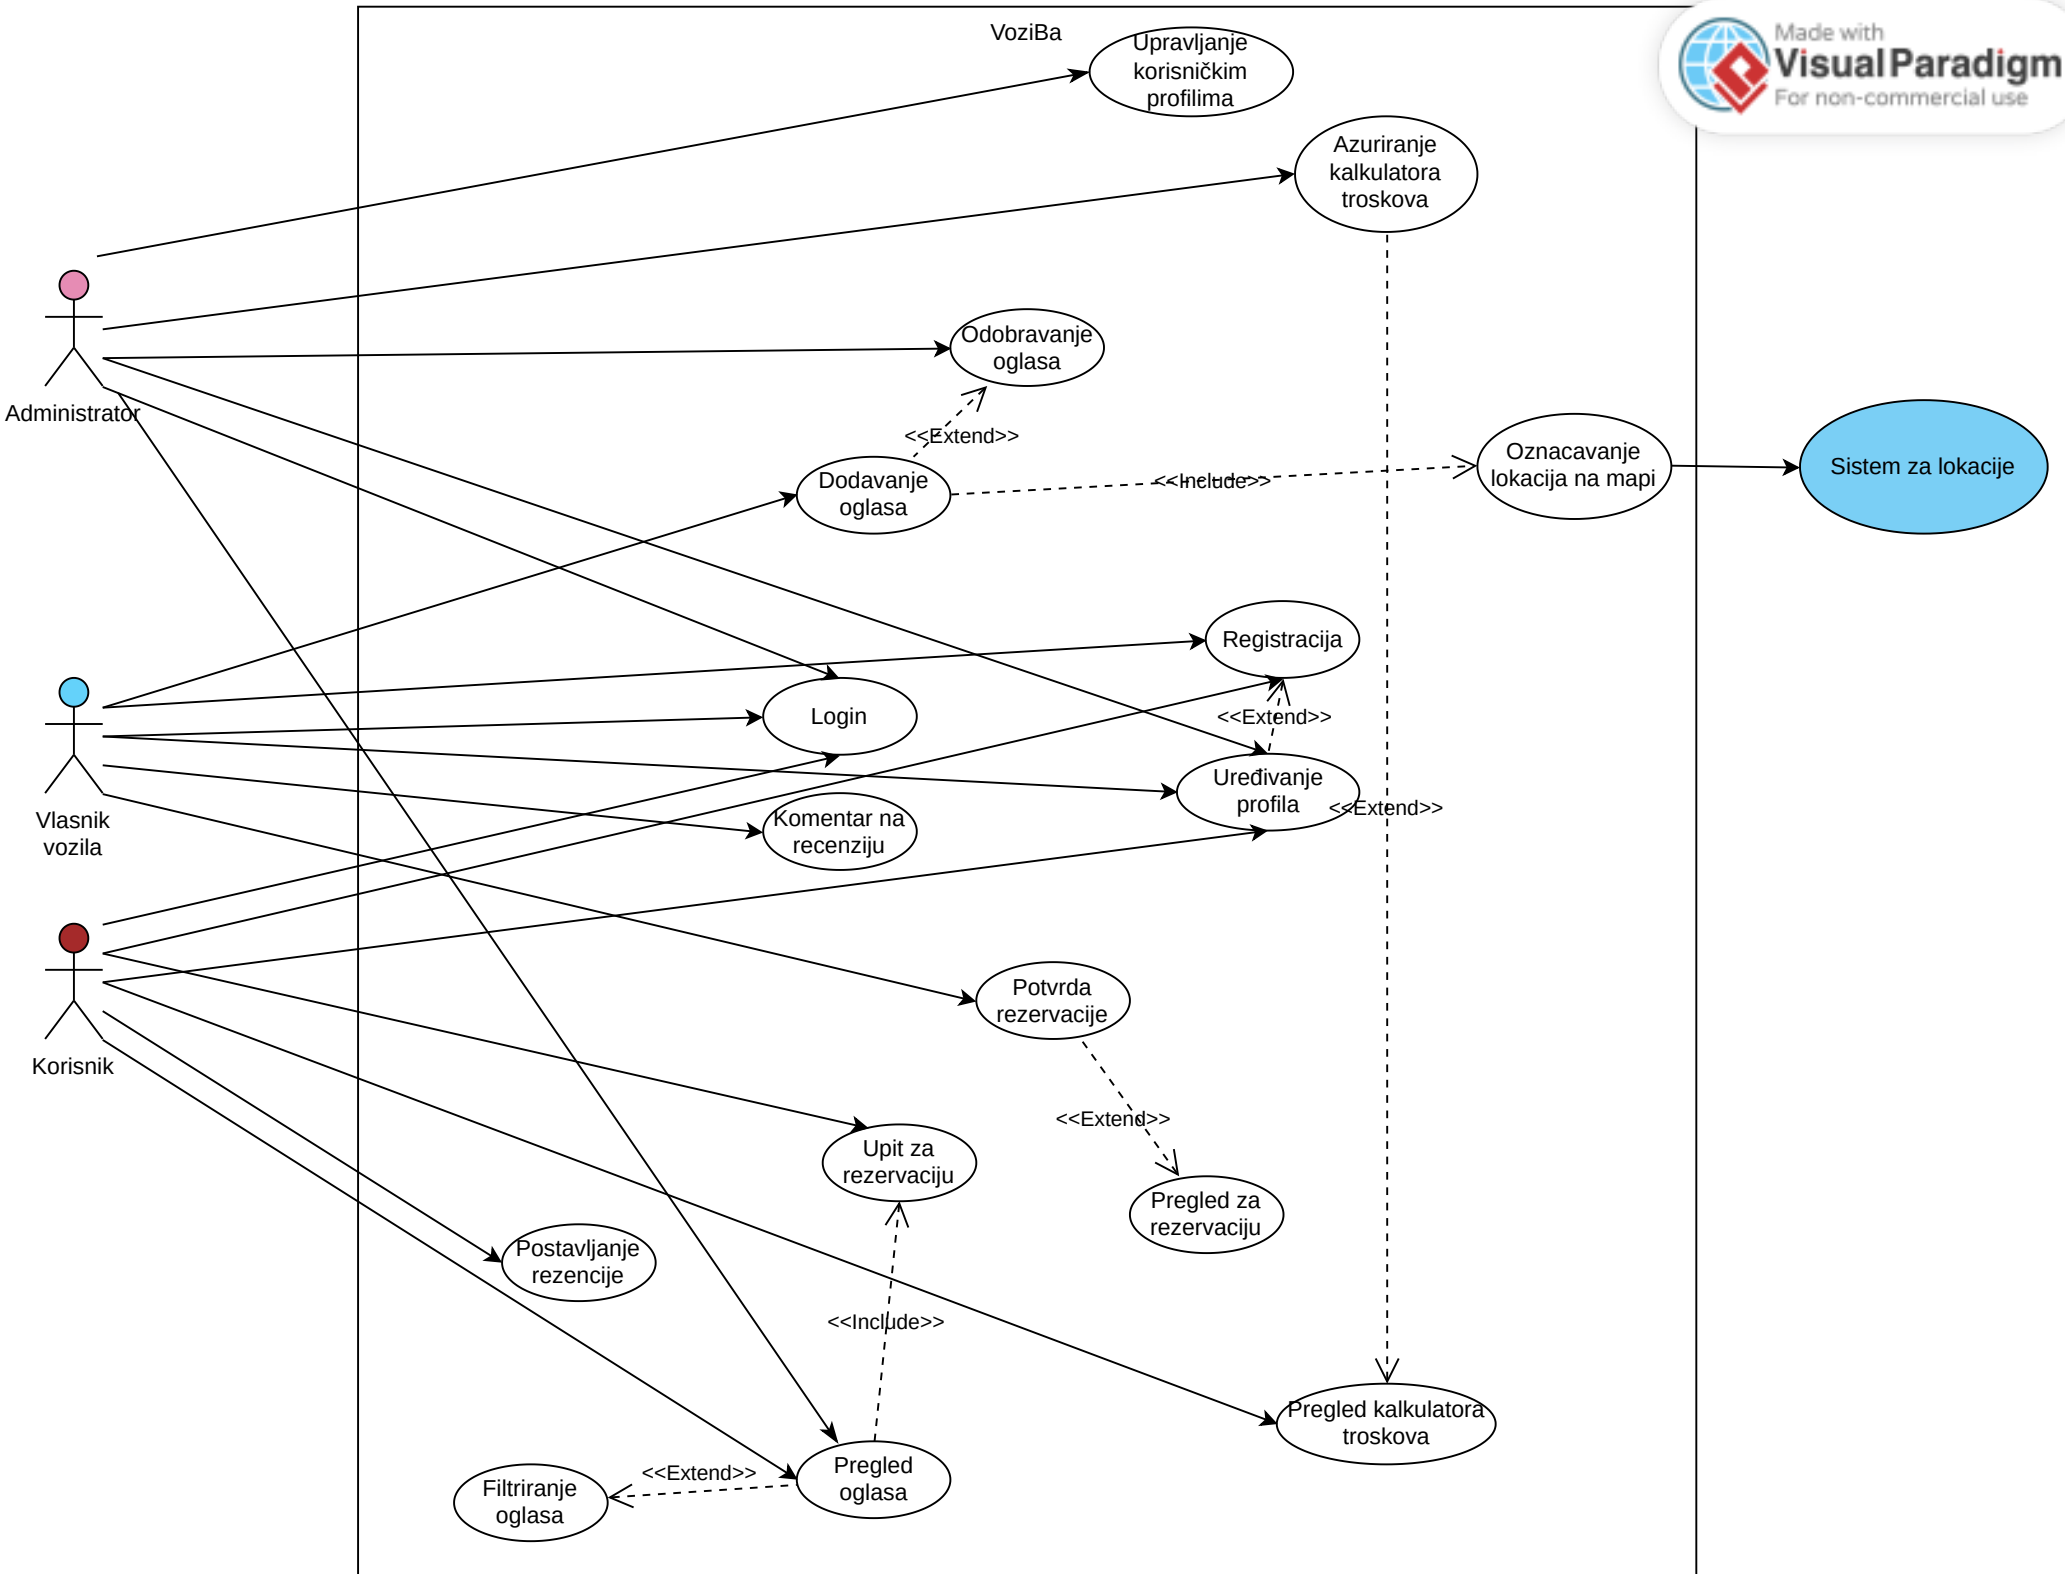 VoziBa
Upravljanje
korisničkim
profilima
Made with
Visual Paradigm
For non-commercial use
Azuriranje
kalkulatora
troskova
Odobravanje
oglasa
Administrator
<<Extend>>
Dodavanje
oglasa
<<Include>>
Oznacavanje
lokacija na mapi
Sistem za lokacije
Registracija
Login
<<Extend>>
Uređivanje
profila
<<Extend>>
Vlasnik
vozila
Komentar na
recenziju
Korisnik
Potvrda
rezervacije
<<Extend>>
Upit za
rezervaciju
Pregled za
rezervaciju
Postavljanje
rezencije
<<Include>>
Pregled kalkulatora
troskova
<<Extend>>
Pregled
oglasa
Filtriranje
oglasa